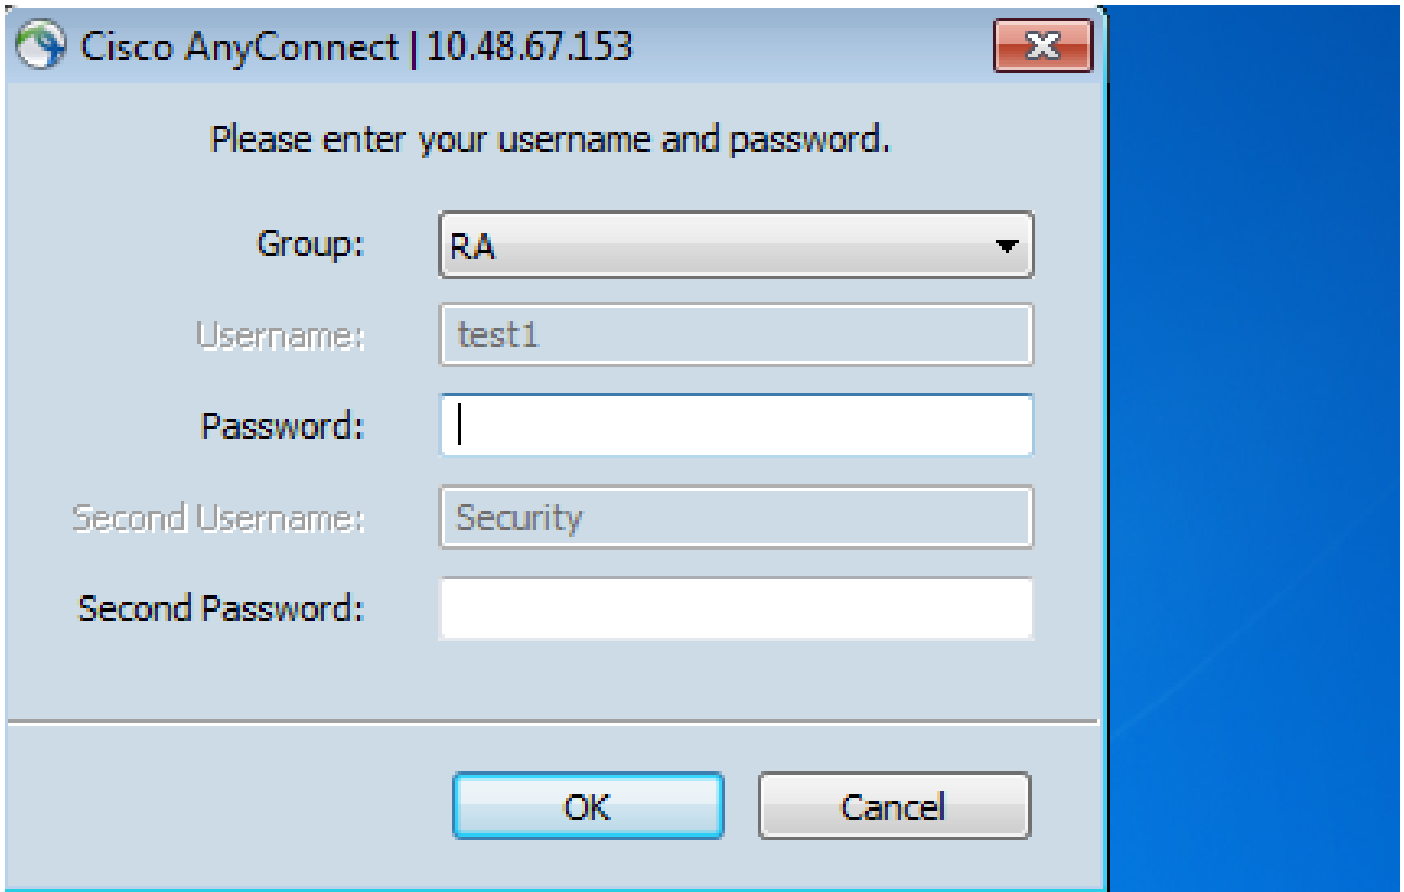 Cisco AnyConnect | 10.48.67.153
Please enter your username and password.
Group: RA
Username: test1
Password:
Second Username: Security
Second Password:
OK Cancel